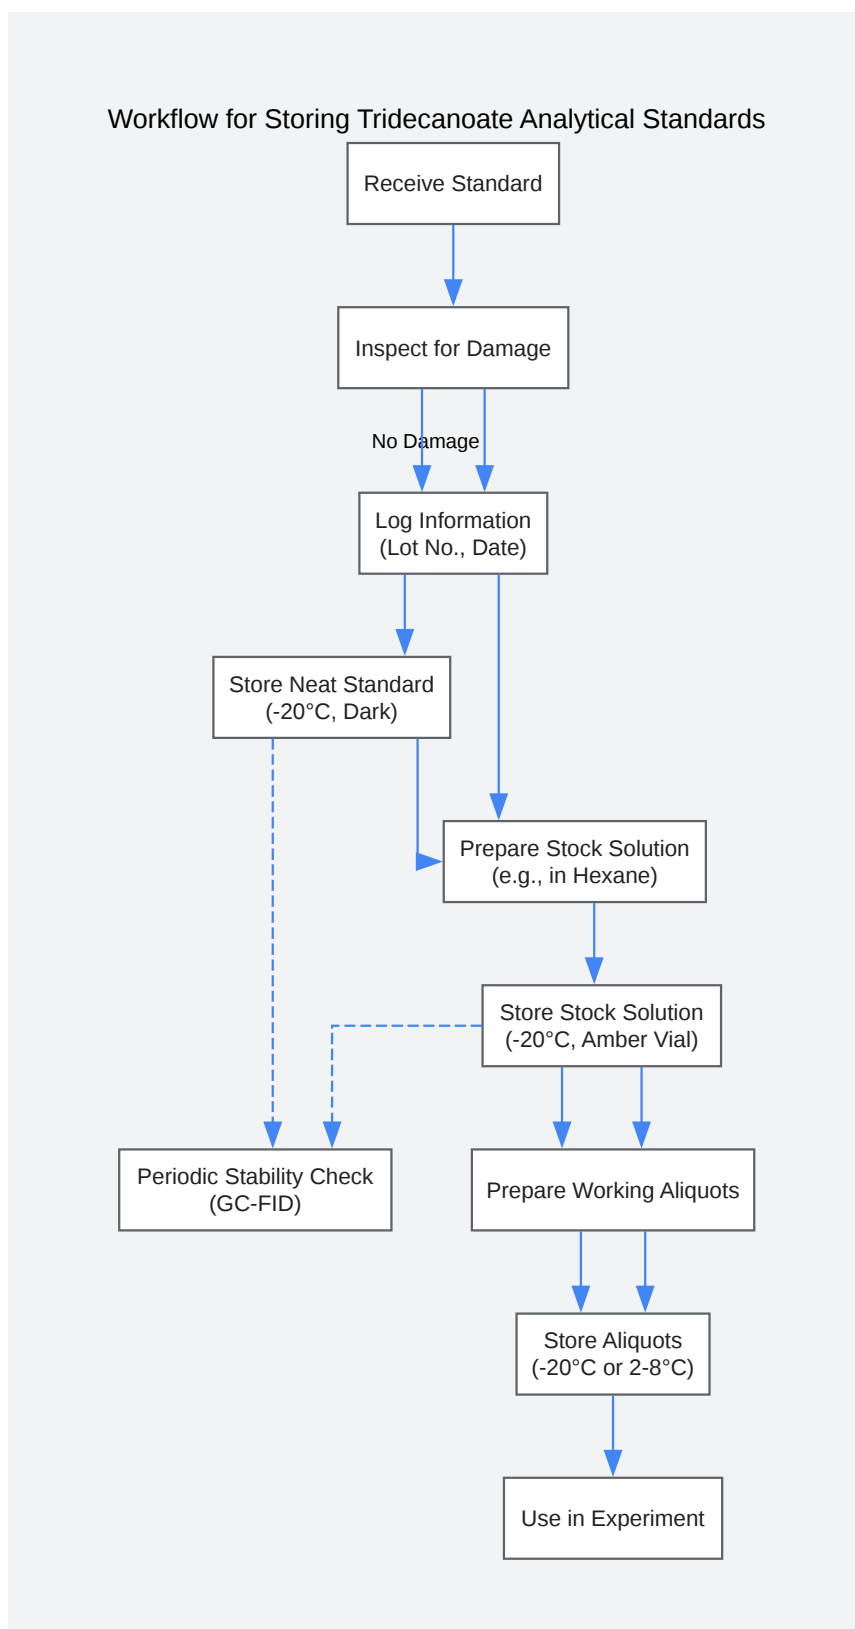 Workflow for Storing Tridecanoate Analytical Standards
Receive Standard
Inspect for Damage
No Damage
Log Information
(Lot No., Date)
Store Neat Standard
(-20°C, Dark)
Prepare Stock Solution
(e.g., in Hexane)
Store Stock Solution
(-20°C, Amber Vial)
Periodic Stability Check
(GC-FID)
Prepare Working Aliquots
Store Aliquots
(-20°C or 2-8°C)
Use in Experiment